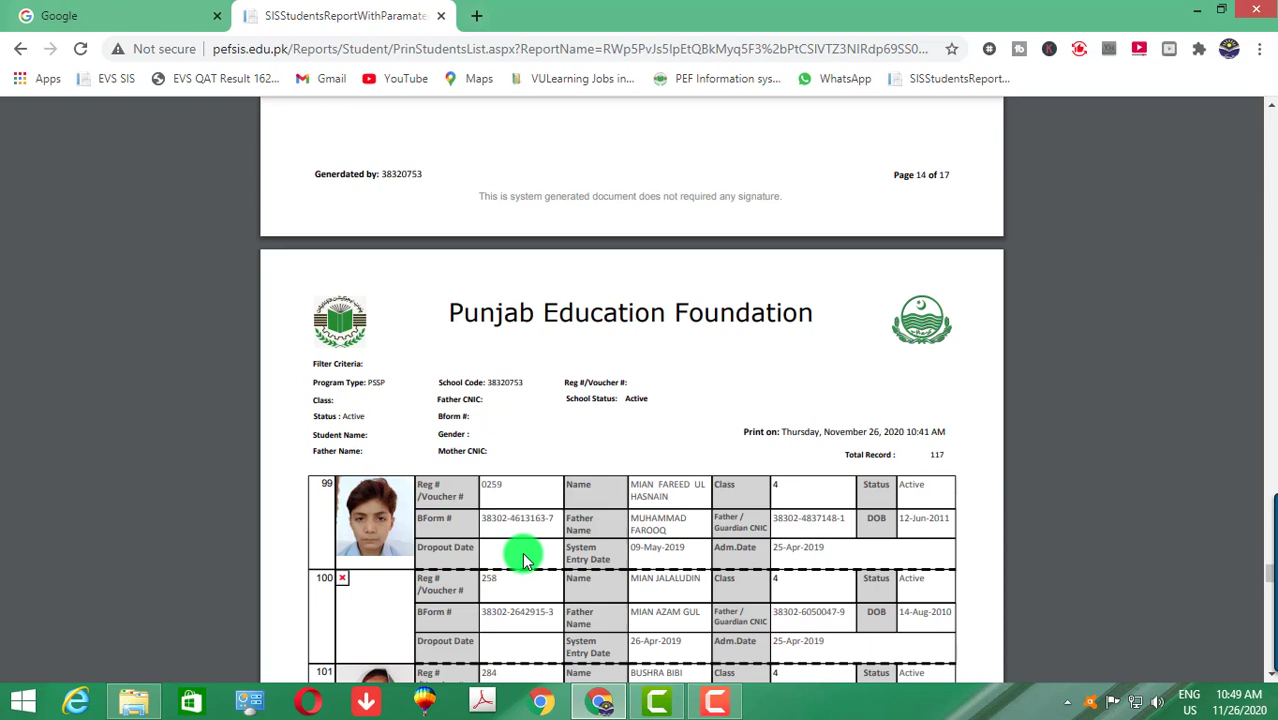 Google
SISStudentsReportWithParamate
Not secure pefsis.edu.pk/Reports/Student/PrinStudentsList.aspx?ReportName=RWp5PvJs5IpEtQBkMyq5F3%2bPtCSIVTZ3NIRdp69SS0...
Apps EVS SIS EVS QAT Result 162... Gmail YouTube Maps VULearning Jobs in... PEF Information sys... WhatsApp SISStudentsReport...
Generdated by: 38320753 Page 14 of 17
This is system generated document does not required any signature.
Punjab Education Foundation
Filter Criteria:
Program Type: PSSP School Code: 38320753 Reg #/Voucher #:
Class: Father CNIC: School Status: Active
Status : Active Bform #:
Student Name: Gender :
Print on: Thursday, November 26, 2020 10:41 AM
Father Name: Mother CNIC:
Total Record : 117
99 Reg # /Voucher # 0259 Name MIAN FAREED UL HASNAIN Class 4 Status Active
BForm # 38302-4613163-7 Father Name MUHAMMAD FAROOQ Father / Guardian CNIC 38302-4837148-1 DOB 12-Jun-2011
Dropout Date System Entry Date 09-May-2019 Adm.Date 25-Apr-2019
100 Reg # /Voucher # 258 Name MIAN JALALUDIN Class 4 Status Active
BForm # 38302-2642915-3 Father Name MIAN AZAM GUL Father / Guardian CNIC 38302-6050047-9 DOB 14-Aug-2010
Dropout Date System Entry Date 26-Apr-2019 Adm.Date 25-Apr-2019
101 Reg # 284 Name BUSHRA BIBI Class 4 Status Active
ENG 10:49 AM
US 11/26/2020